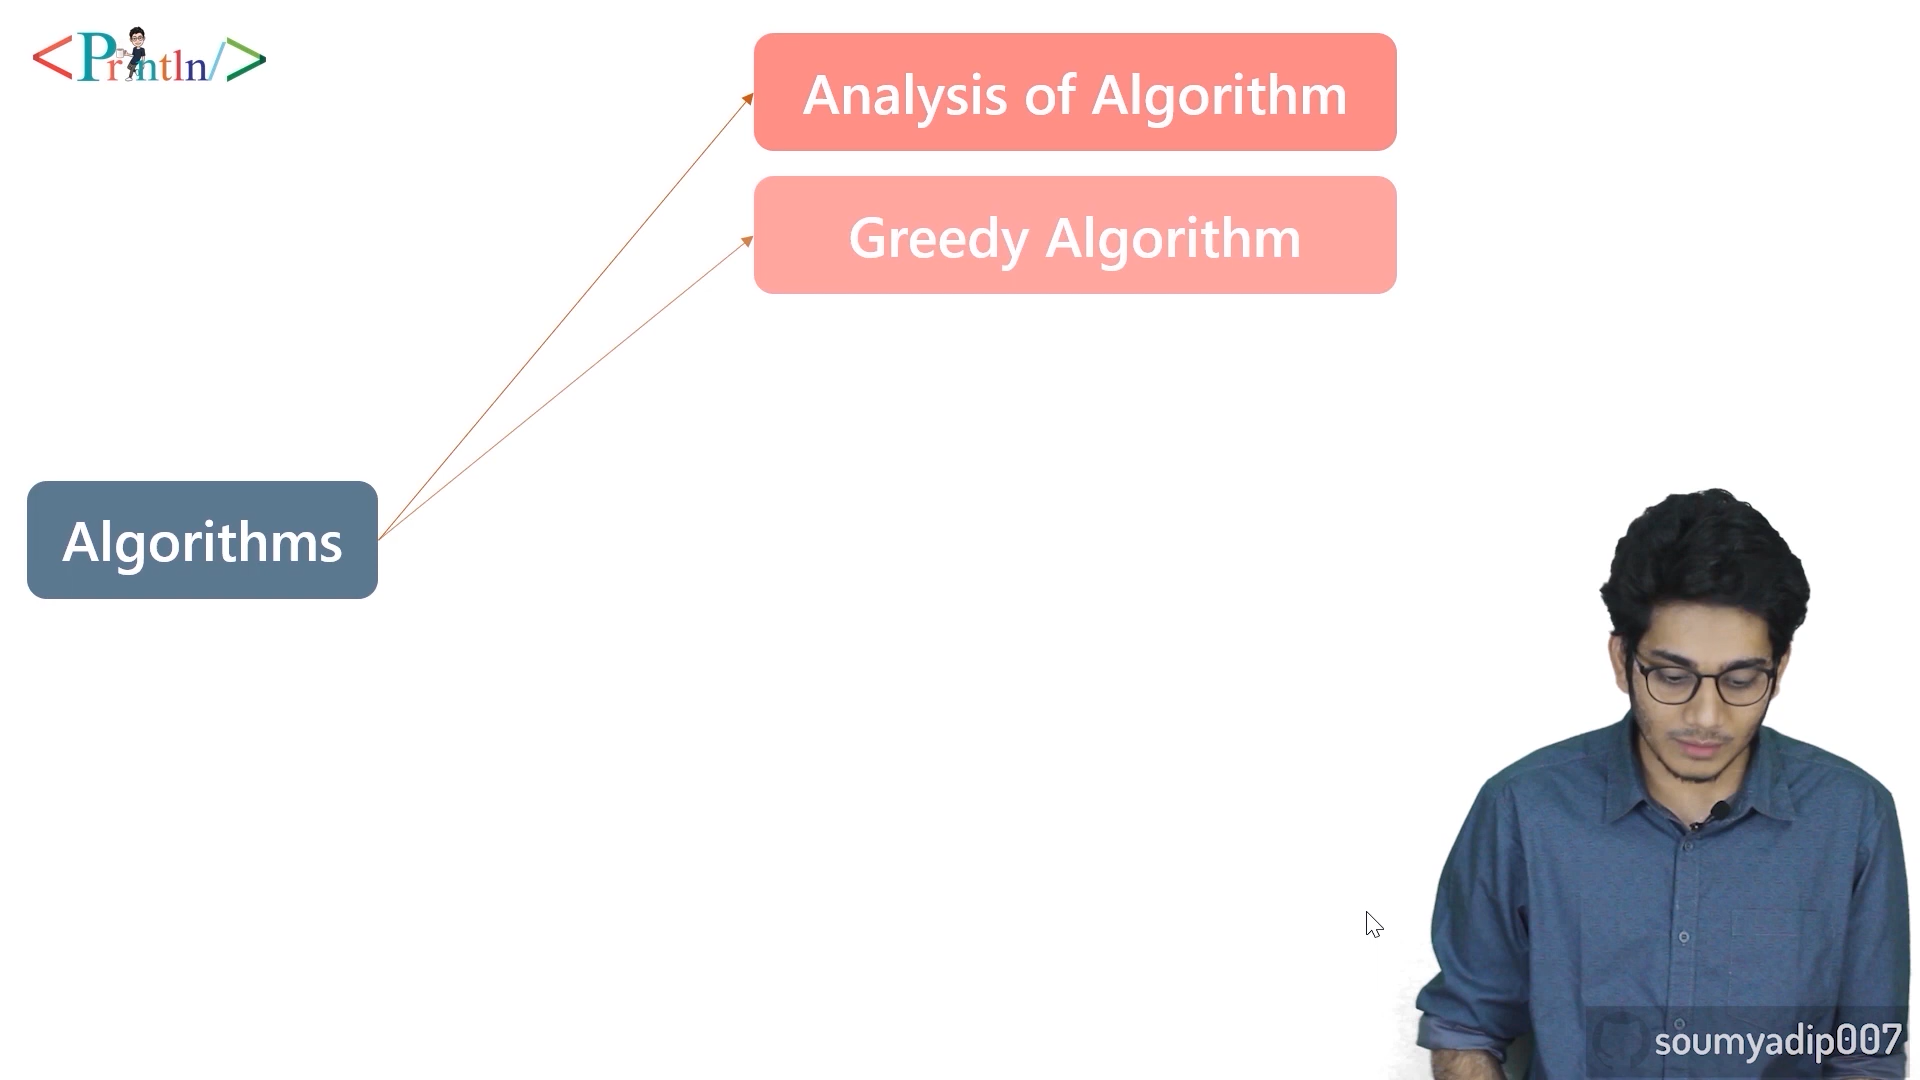 <Println/>
Analysis of Algorithm
Greedy Algorithm
Algorithms
soumyadip007